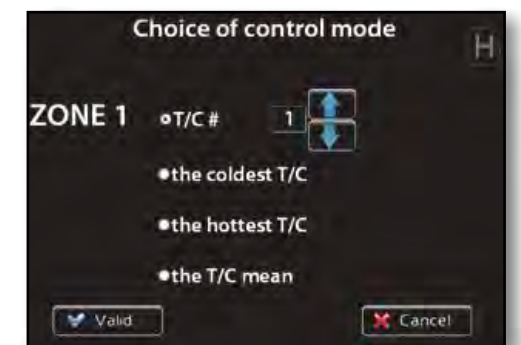 Choice of control mode
H
ZONE 1 T/C # 1
the coldest T/C
the hottest T/C
the T/C mean
Valid Cancel